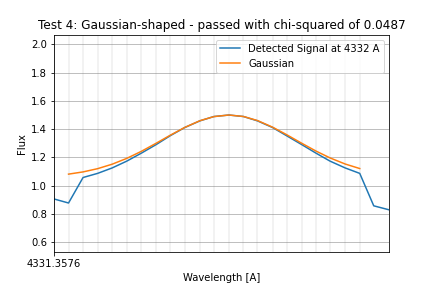 Test 4: Gaussian-shaped - passed with chi-squared of 0.0487
Detected Signal at 4332 A
Gaussian
2.0
1.8
1.6
1.4
1.2
1.0
0.8
0.6
Flux
4331.3576
Wavelength [A]